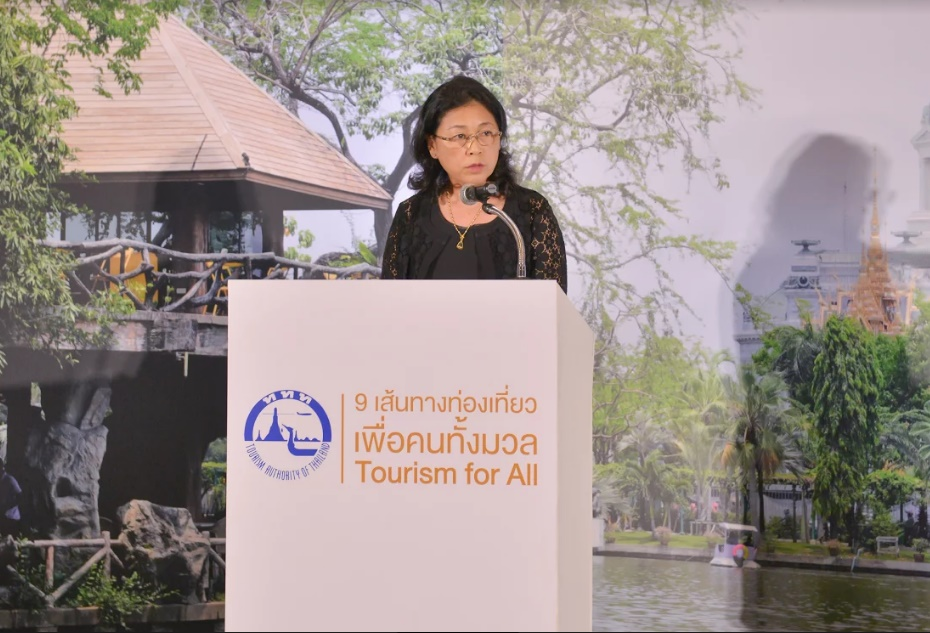 ท ท ท
TOURISM AUTHORITY OF THAILAND
9 เส้นทางท่องเที่ยว
เพื่อคนทั้งมวล
Tourism for All